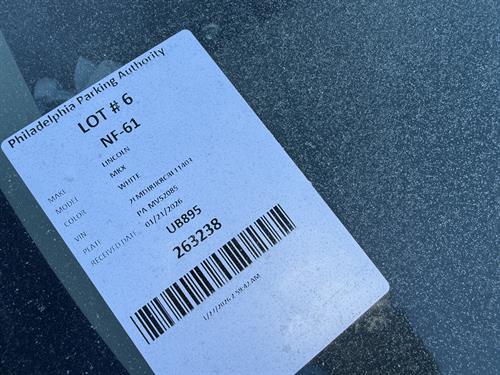 Philadelphia Parking Authority
LOT # 6
NF-61
MAKE LINCOLN
MODEL MKX
COLOR WHITE
VIN
PLATE PA MVS2085
RECEIVED DATE 01/23/2026
UB895
263238